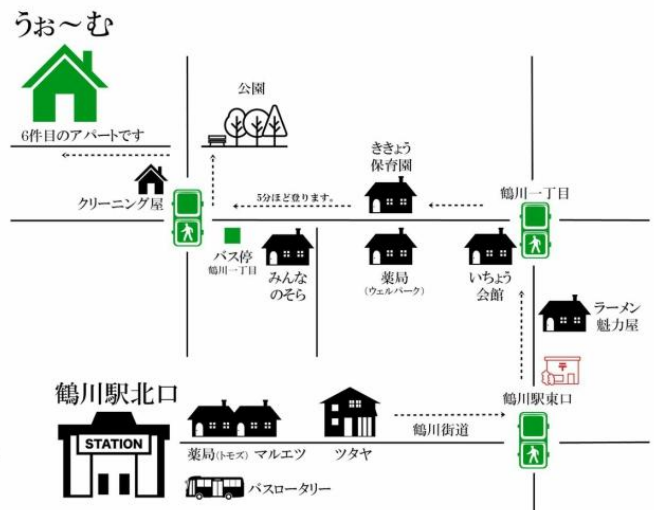 うぉ～む
6件目のアパートです
公園
ききょう
保育園
鶴川一丁目
クリーニング屋
5分ほど登ります。
バス停
鶴川一丁目
みんな
のそら
薬局
(ウェルパーク)
いちょう
会館
ラーメン
魁力屋
〒
鶴川駅北口
鶴川駅東口
STATION
鶴川街道
薬局(トモズ) マルエツ ツタヤ
バスロータリー